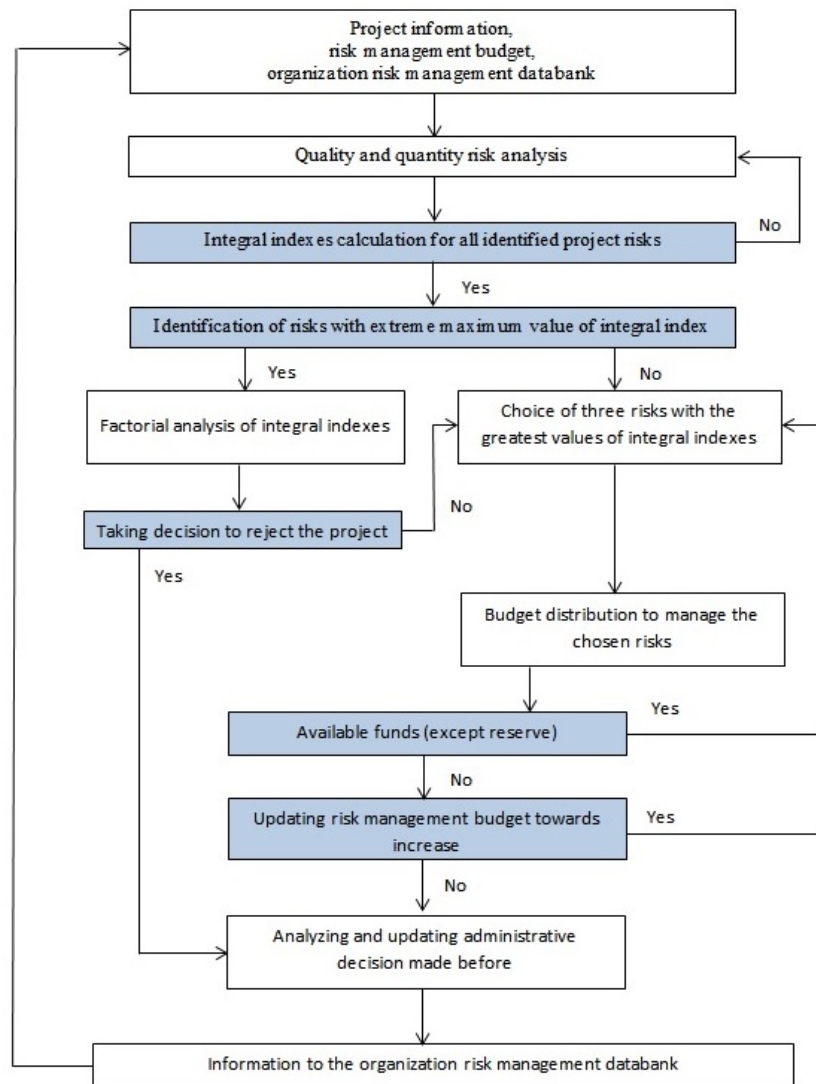 Project information,
risk management budget,
organization risk management databank
Quality and quantity risk analysis
No
Integral indexes calculation for all identified project risks
Yes
Identification of risks with extreme maximum value of integral index
Yes
No
Factorial analysis of integral indexes
Choice of three risks with the
greatest values of integral indexes
No
Taking decision to reject the project
Yes
Budget distribution to manage the
chosen risks
Yes
Available funds (except reserve)
No
Updating risk management budget towards
increase
Yes
No
Analyzing and updating administrative
decision made before
Information to the organization risk management databank